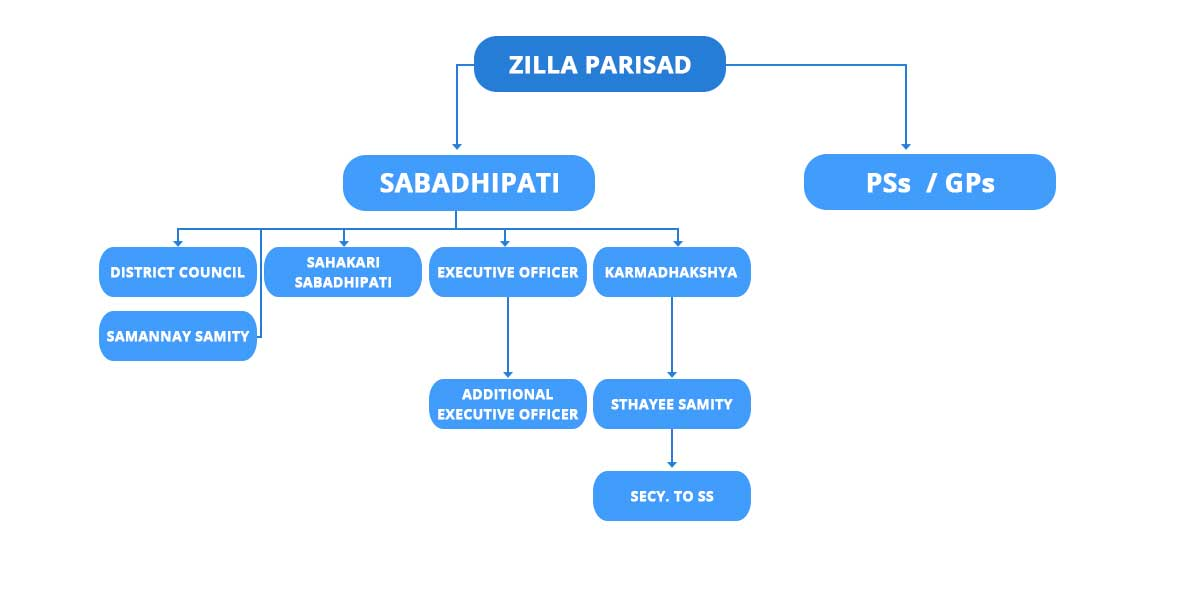 ZILLA PARISAD
SABADHIPATI
PSs / GPs
DISTRICT COUNCIL
SAHAKARI
SABADHIPATI
EXECUTIVE OFFICER
KARMADHAKSHYA
SAMANNAY SAMITY
ADDITIONAL
EXECUTIVE OFFICER
STHAYEE SAMITY
SECY. TO SS